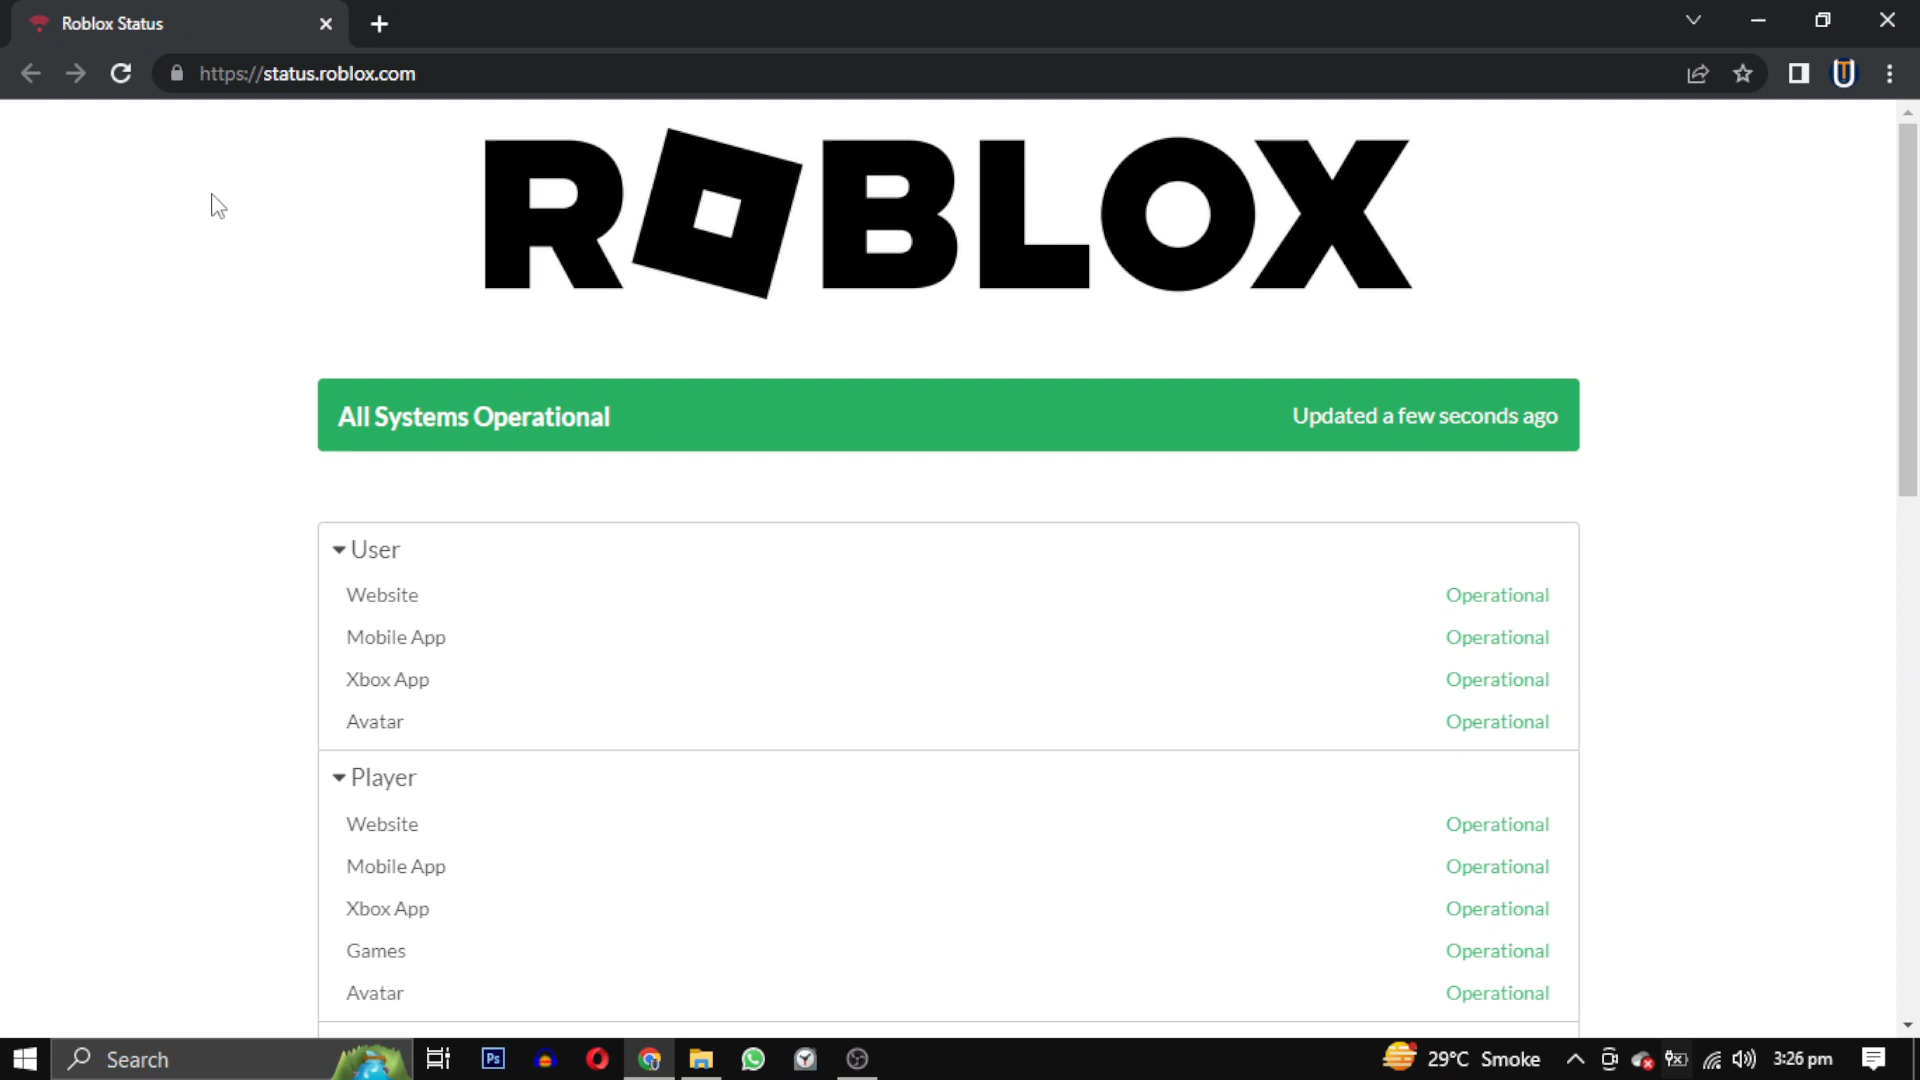 Roblox Status
https://status.roblox.com
ROBLOX
All Systems Operational Updated a few seconds ago
User
Website Operational
Mobile App Operational
Xbox App Operational
Avatar Operational
Player
Website Operational
Mobile App Operational
Xbox App Operational
Games Operational
Avatar Operational
Search Ps 29°C Smoke 3:26 pm